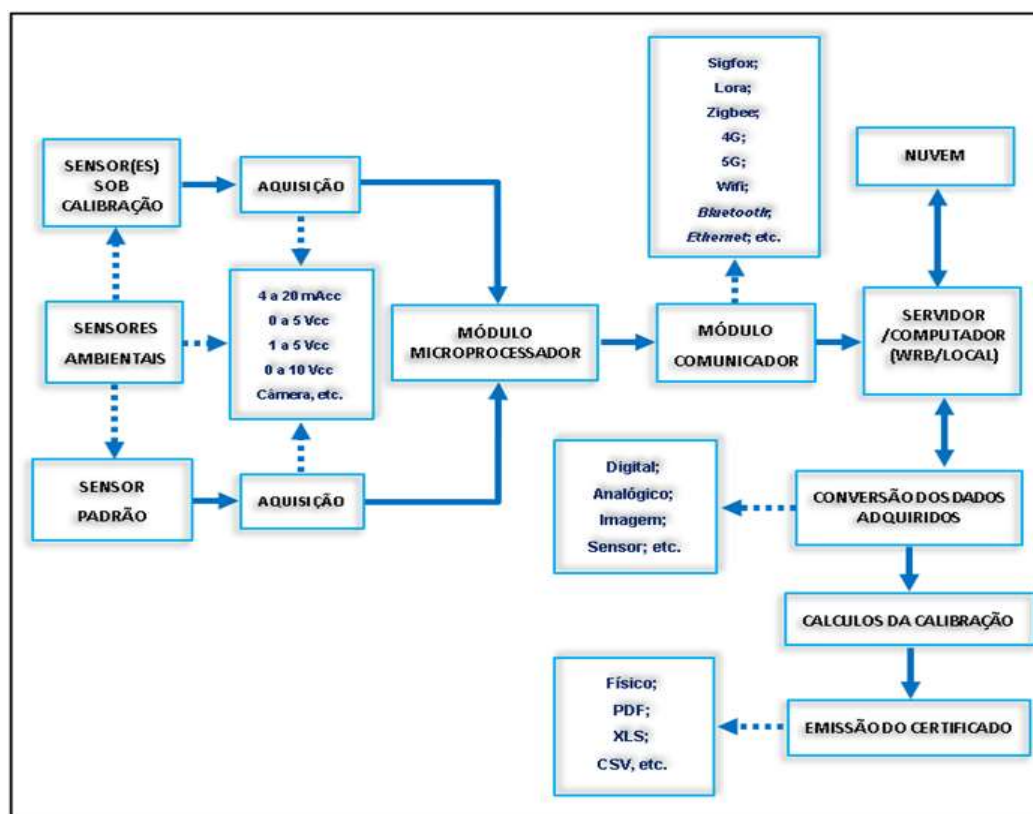 SENSOR(ES)
SOB
CALIBRAÇÃO
AQUISIÇÃO
SENSORES
AMBIENTAIS
4 a 20 mAcc
0 a 5 Vcc
1 a 5 Vcc
0 a 10 Vcc
Câmera, etc.
SENSOR
PADRÃO
AQUISIÇÃO
MÓDULO
MICROPROCESSADOR
Sigfox;
Lora;
Zigbee;
4G;
5G;
Wifi;
Bluetooth;
Ethernet; etc.
MÓDULO
COMUNICADOR
NUVEM
SERVIDOR
/COMPUTADOR
(WRB/LOCAL)
Digital;
Analógico;
Imagem;
Sensor; etc.
CONVERSÃO DOS DADOS
ADQUIRIDOS
CALCULOS DA CALIBRAÇÃO
Físico;
PDF;
XLS;
CSV, etc.
EMISSÃO DO CERTIFICADO